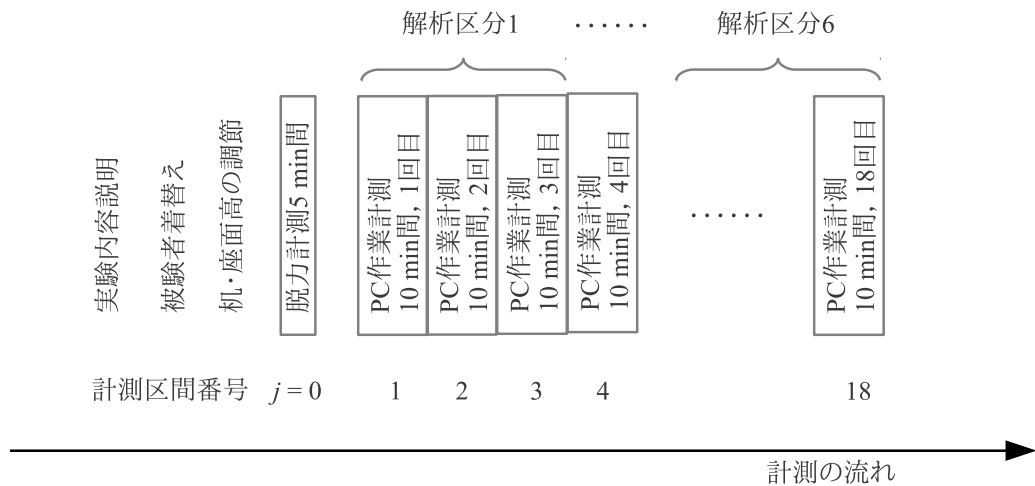 解析区分1
……
解析区分6
実験内容説明
被験者着替え
机・座面高の調節
脱力計測5 min間
PC作業計測
10 min間, 1回目
PC作業計測
10 min間, 2回目
PC作業計測
10 min間, 3回目
PC作業計測
10 min間, 4回目
……
PC作業計測
10 min間, 18回目
計測区間番号 j = 0 1 2 3 4 18
計測の流れ